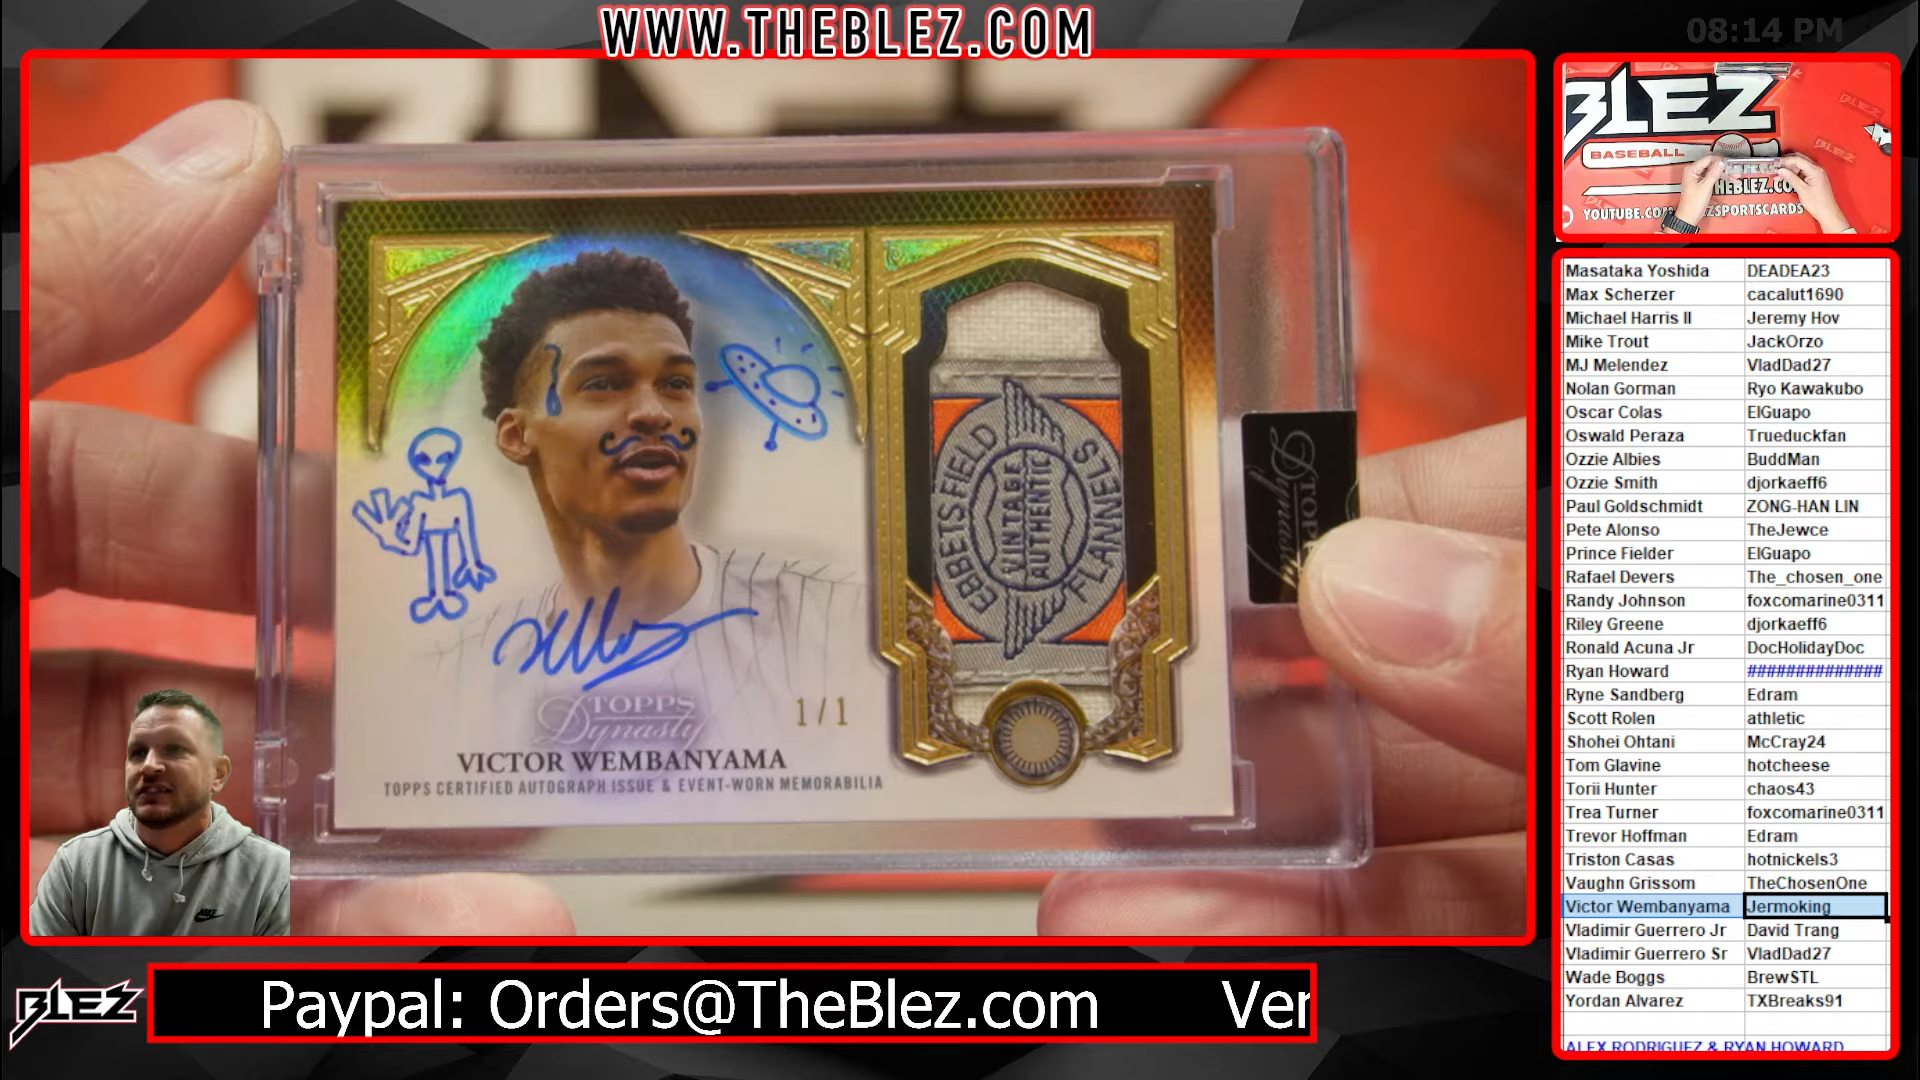 WWW.THEBLEZ.COM
08:14 PM
BLEZ
BASEBALL
BLEZ
THEBLEZ.CO
YOUTUBE.CO
EZSPORTSCARDS
EBBETSFIELD FLANNELS
VINTAGE
AUTHENTIC
TOPPS
Dynasty
TOPPS
Dynasty
1/1
VICTOR WEMBANYAMA
TOPPS CERTIFIED AUTOGRAPH ISSUE & EVENT-WORN MEMORABILIA
Masataka Yoshida DEADEA23
Max Scherzer cacalut1690
Michael Harris II Jeremy Hov
Mike Trout JackOrzo
MJ Melendez VladDad27
Nolan Gorman Ryo Kawakubo
Oscar Colas ElGuapo
Oswald Peraza Trueduckfan
Ozzie Albies BuddMan
Ozzie Smith djorkaeff6
Paul Goldschmidt ZONG-HAN LIN
Pete Alonso TheJewce
Prince Fielder ElGuapo
Rafael Devers The_chosen_one
Randy Johnson foxcomarine0311
Riley Greene djorkaeff6
Ronald Acuna Jr DocHolidayDoc
Ryan Howard ##############
Ryne Sandberg Edram
Scott Rolen athletic
Shohei Ohtani McCray24
Tom Glavine hotcheese
Torii Hunter chaos43
Trea Turner foxcomarine0311
Trevor Hoffman Edram
Triston Casas hotnickels3
Vaughn Grissom TheChosenOne
Victor Wembanyama Jermoking
Vladimir Guerrero Jr David Trang
Vladimir Guerrero Sr VladDad27
Wade Boggs BrewSTL
Yordan Alvarez TXBreaks91
ALEX RODRIGUEZ & RYAN HOWARD
BLEZ
Paypal: Orders@TheBlez.com Ver